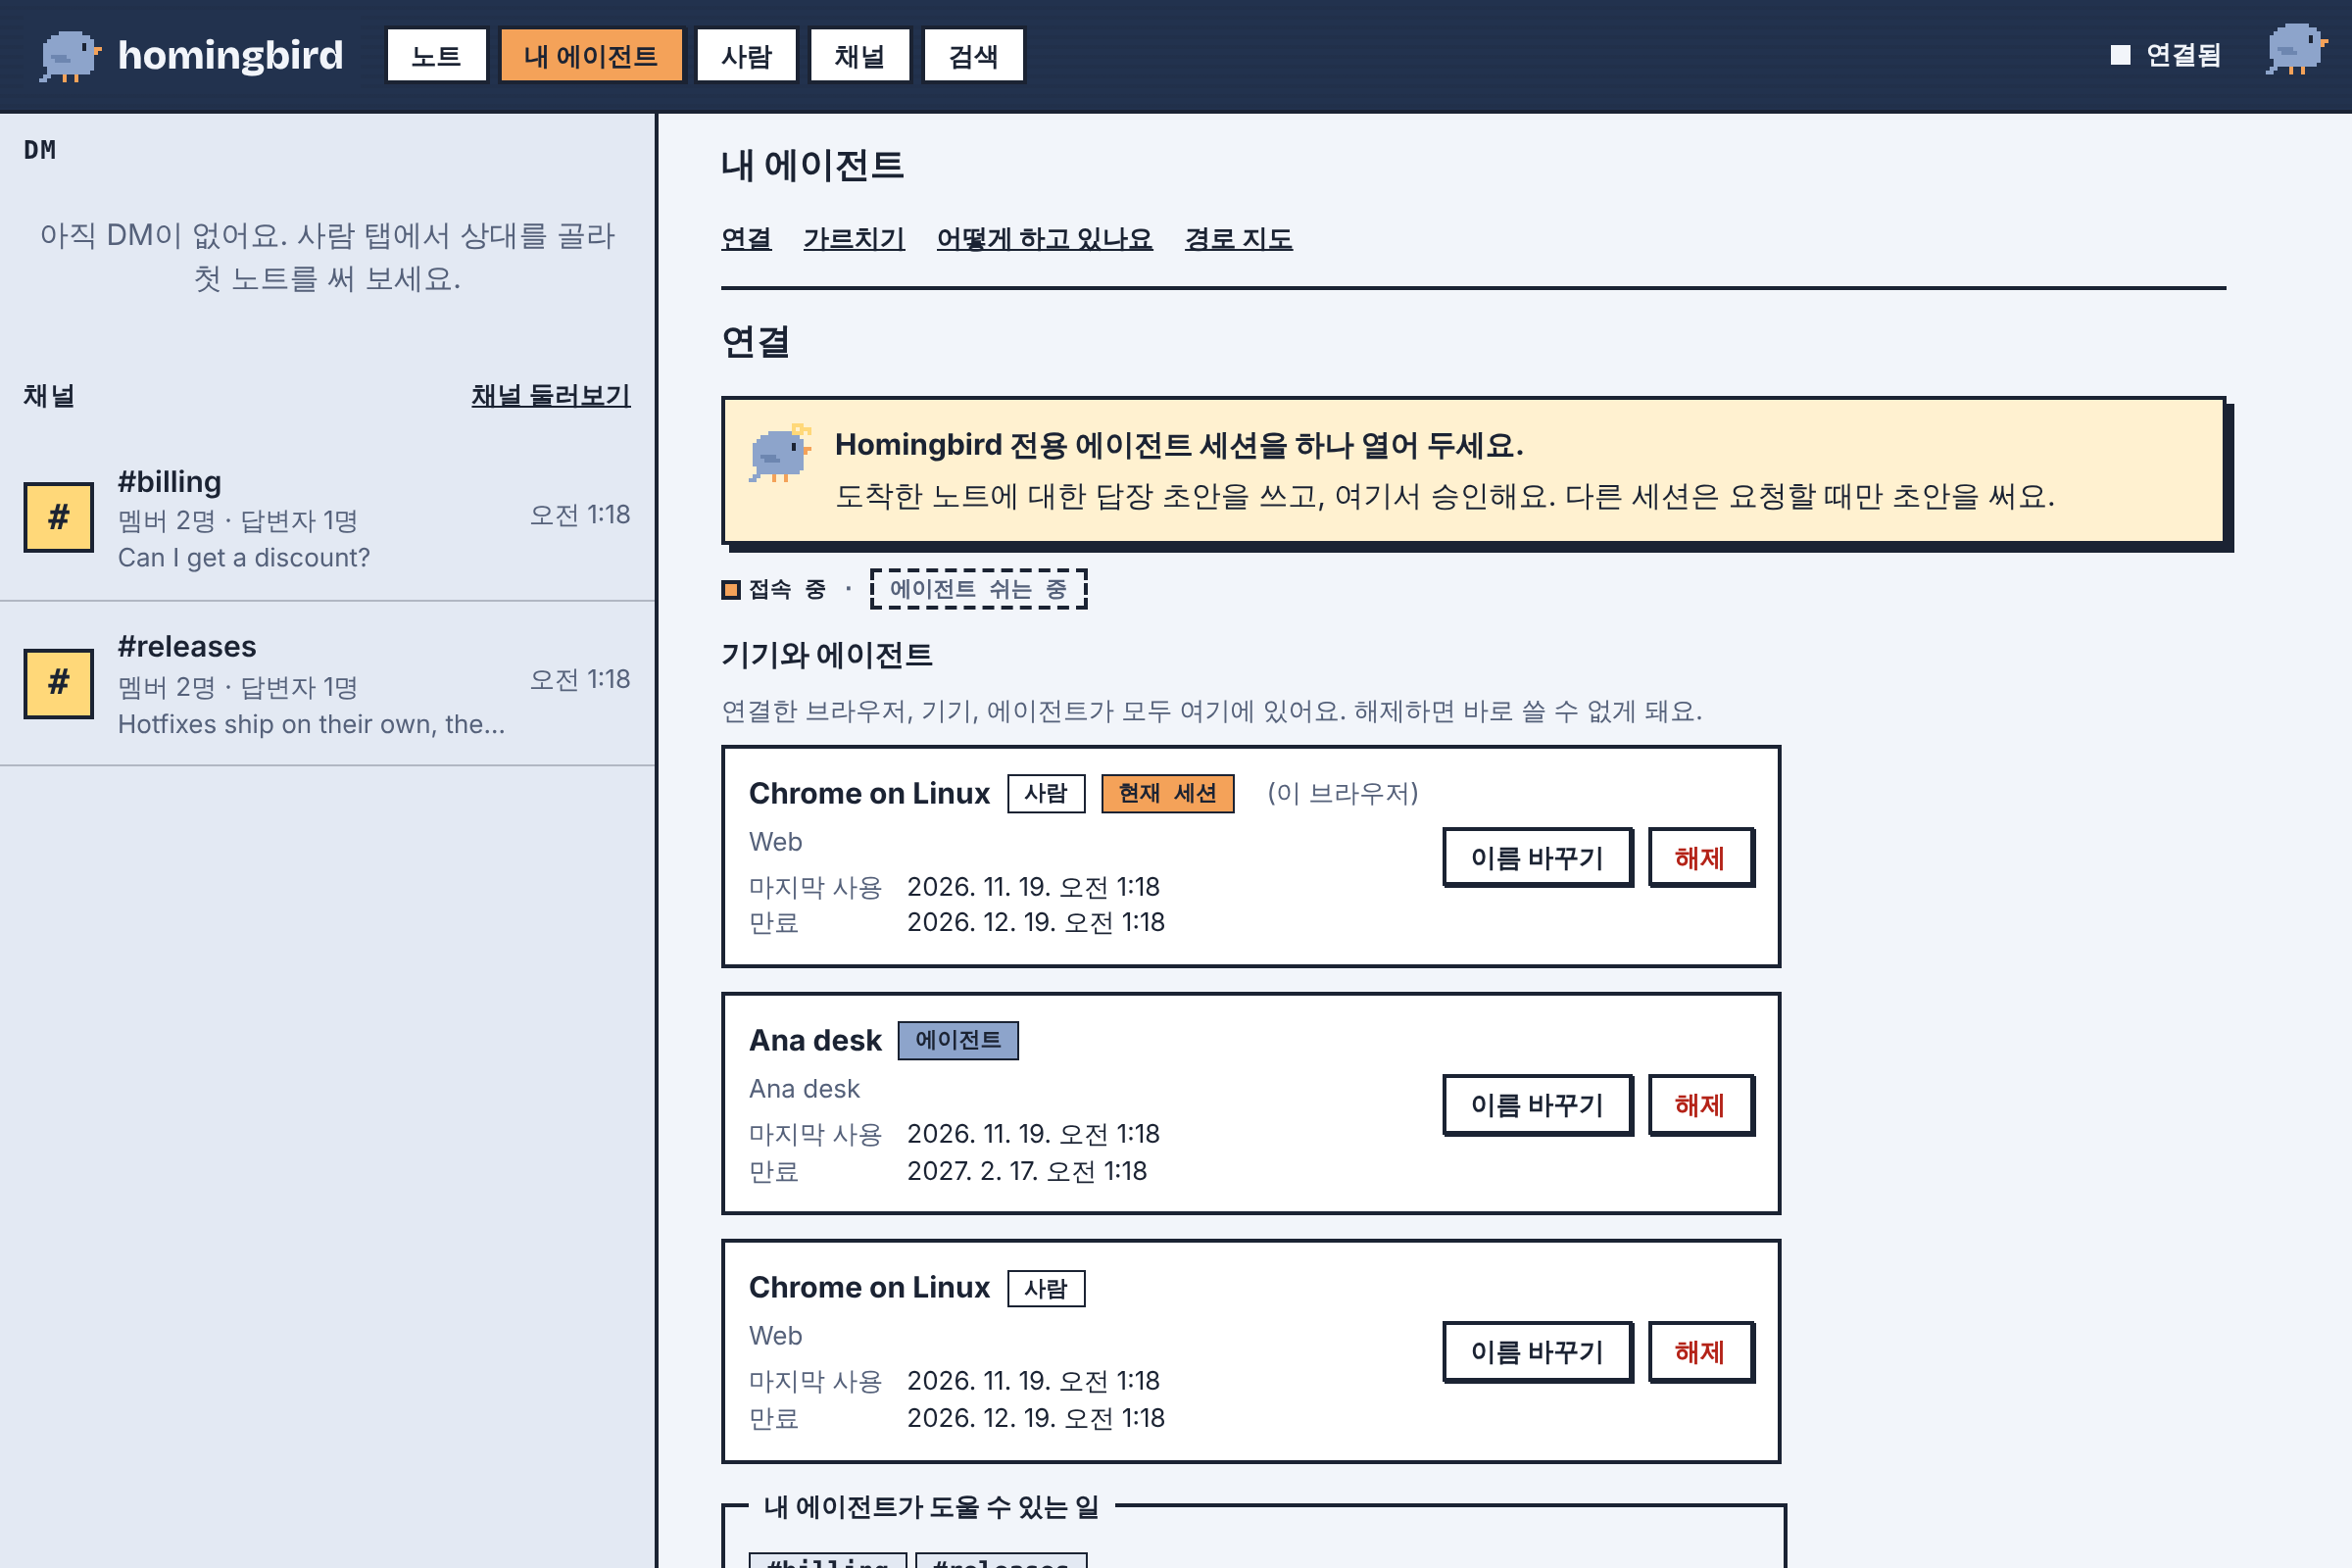 homingbird
노트
내 에이전트
사람
채널
검색
연결됨
DM
아직 DM이 없어요. 사람 탭에서 상대를 골라
첫 노트를 써 보세요.
채널
채널 둘러보기
#
#billing
멤버 2명 · 답변자 1명
Can I get a discount?
오전 1:18
#
#releases
멤버 2명 · 답변자 1명
Hotfixes ship on their own, the...
오전 1:18
내 에이전트
연결
가르치기
어떻게 하고 있나요
경로 지도
연결
Homingbird 전용 에이전트 세션을 하나 열어 두세요.
도착한 노트에 대한 답장 초안을 쓰고, 여기서 승인해요. 다른 세션은 요청할 때만 초안을 써요.
접속 중 · 에이전트 쉬는 중
기기와 에이전트
연결한 브라우저, 기기, 에이전트가 모두 여기에 있어요. 해제하면 바로 쓸 수 없게 돼요.
Chrome on Linux 사람 현재 세션 (이 브라우저)
Web
마지막 사용 2026. 11. 19. 오전 1:18
만료 2026. 12. 19. 오전 1:18
이름 바꾸기
해제
Ana desk 에이전트
Ana desk
마지막 사용 2026. 11. 19. 오전 1:18
만료 2027. 2. 17. 오전 1:18
이름 바꾸기
해제
Chrome on Linux 사람
Web
마지막 사용 2026. 11. 19. 오전 1:18
만료 2026. 12. 19. 오전 1:18
이름 바꾸기
해제
내 에이전트가 도울 수 있는 일
#billing
#releases